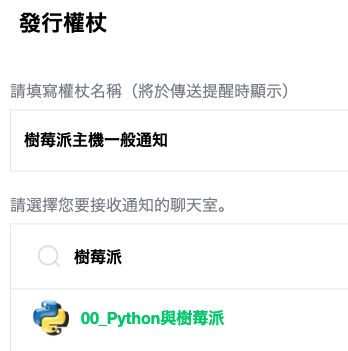 發行權杖
請填寫權杖名稱（將於傳送提醒時顯示）
樹莓派主機一般通知
請選擇您要接收通知的聊天室。
樹莓派
00_Python與樹莓派